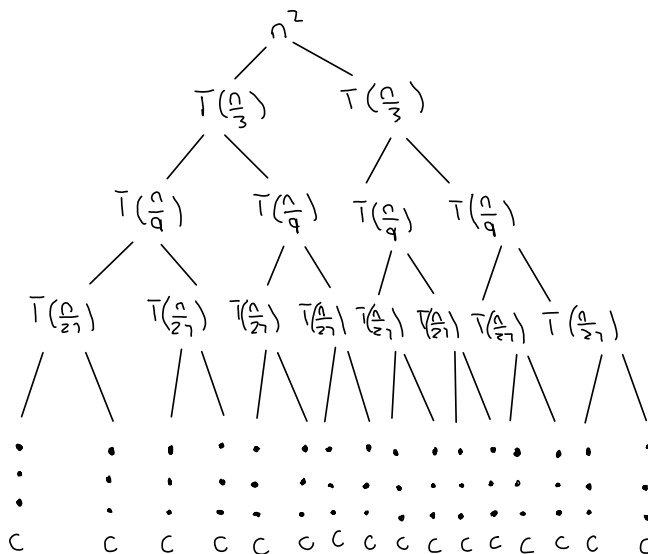 n²
T(n/3) T(n/3)
T(n/9) T(n/9) T(n/9) T(n/9)
T(n/27) T(n/27) T(n/27) T(n/27) T(n/27) T(n/27) T(n/27) T(n/27)
C C C C C C C C C C C C C C C C